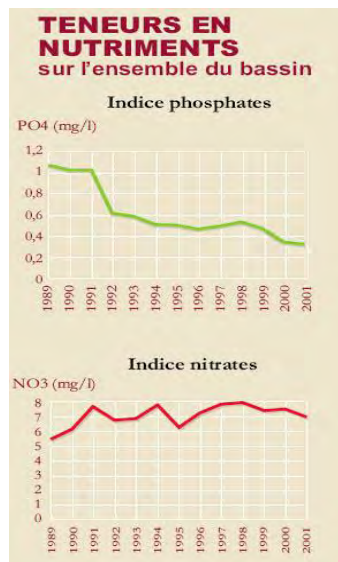 TENEURS EN
NUTRIMENTS
sur l'ensemble du bassin
Indice phosphates
PO4 (mg/l)
1,2
1
0,8
0,6
0,4
0,2
0
1989 1990 1991 1992 1993 1994 1995 1996 1997 1998 1999 2000 2001
Indice nitrates
NO3 (mg/l)
8
7
6
5
4
3
2
1
0
1989 1990 1991 1992 1993 1994 1995 1996 1997 1998 1999 2000 2001